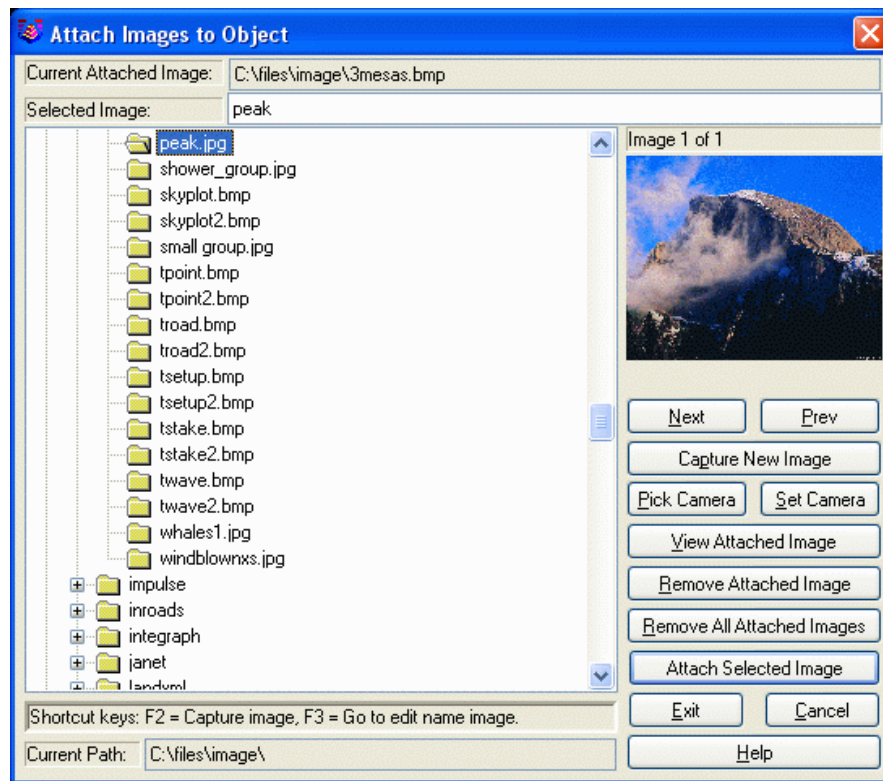 Attach Images to Object
Current Attached Image: C:\files\image\3mesas.bmp
Selected Image: peak
peak.jpg
shower_group.jpg
skyplot.bmp
skyplot2.bmp
small group.jpg
tpoint.bmp
tpoint2.bmp
troad.bmp
troad2.bmp
tsetup.bmp
tsetup2.bmp
tstake.bmp
tstake2.bmp
twave.bmp
twave2.bmp
whales1.jpg
windblownxs.jpg
impulse
inroads
integraph
janet
landxml
Image 1 of 1
Next Prev
Capture New Image
Pick Camera Set Camera
View Attached Image
Remove Attached Image
Remove All Attached Images
Attach Selected Image
Exit Cancel
Help
Shortcut keys: F2 = Capture image, F3 = Go to edit name image.
Current Path: C:\files\image\